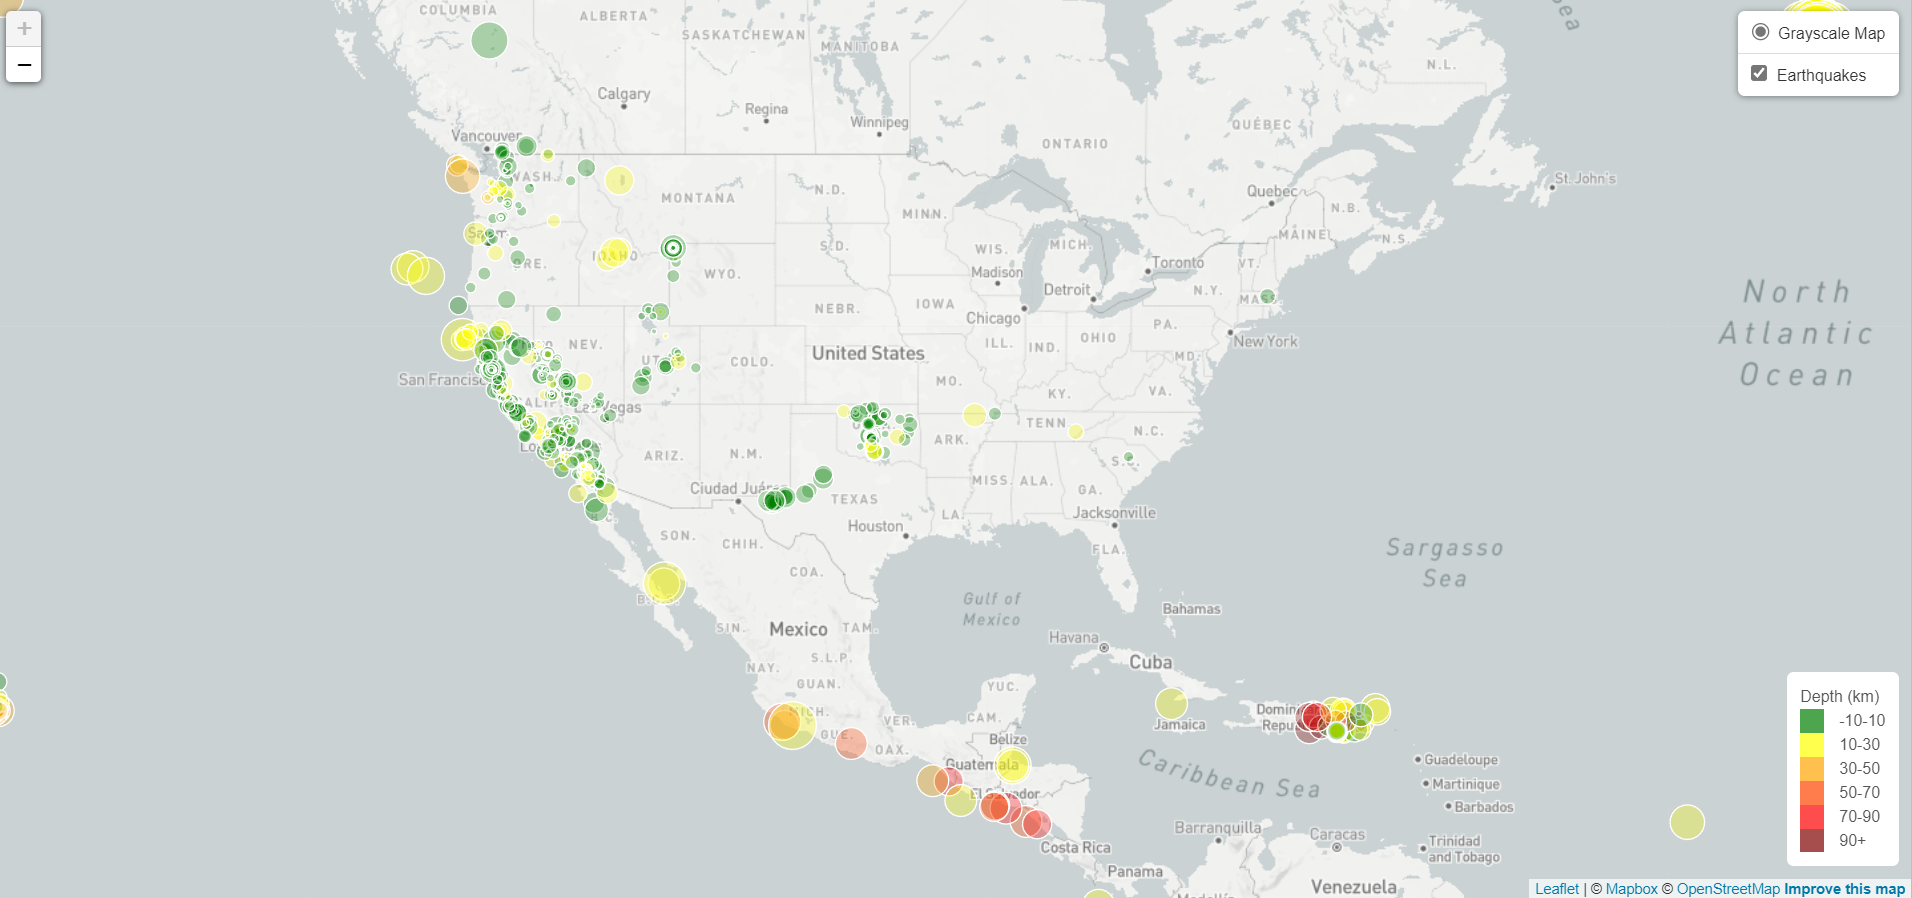 +
−
COLUMBIA
ALBERTA
SASKATCHEWAN
MANITOBA
Sea
Grayscale Map
Earthquakes
N.L.
Calgary
Regina
Winnipeg
QUÉBEC
ONTARIO
Vancouver
WASH.
MONTANA
N.D.
MINN.
Quebec
N.B.
St. John's
MAINE
N.S.
S.D.
WIS.
MICH.
VT.
Toronto
IDAHO
ORE.
WYO.
Madison
Detroit
N.Y.
MASS.
North
Atlantic
Ocean
NEBR.
IOWA
Chicago
PA.
New York
NEV.
UT
COLO.
United States
ILL.
IND.
OHIO
MD.
San Francisc
CALIF.
Las Vegas
MO.
KY.
VA.
TENN.
N.C.
ARK.
ARIZ.
N.M.
S.C.
Ciudad Juárez
TEXAS
MISS.
ALA.
GA.
LA.
Jacksonville
Houston
SON.
CHIH.
FLA.
Sargasso
Sea
COA.
Gulf of
Mexico
Bahamas
SIN.
Mexico
TAM.
Havana
Cuba
S.L.P.
NAY.
GUAN.
YUC.
MICH.
GUE.
VER.
CAM.
OAX.
Belize
Jamaica
Domin
Repu
Guatemala
El Salvador
Caribbean Sea
Guadeloupe
Martinique
Barbados
Barranquilla
Caracas
Trinidad
and Tobago
Costa Rica
Panama
Venezuela
Depth (km)
-10-10
10-30
30-50
50-70
70-90
90+
Leaflet | © Mapbox © OpenStreetMap Improve this map